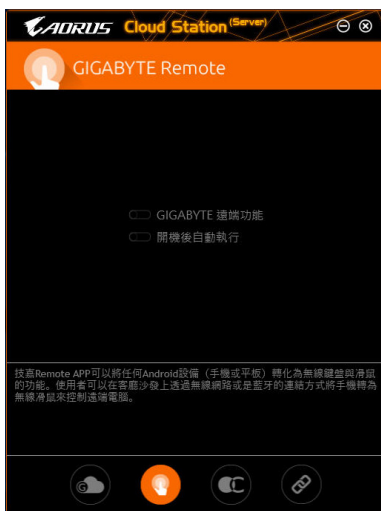 AORUS Cloud Station (Server)
GIGABYTE Remote
GIGABYTE 遠端功能
開機後自動執行
技嘉Remote APP可以將任何Android設備（手機或平板）轉化為無線鍵盤與滑鼠
的功能。使用者可以在客廳沙發上透過無線網路或是藍牙的連結方式將手機轉為
無線滑鼠來控制遠端電腦。
G